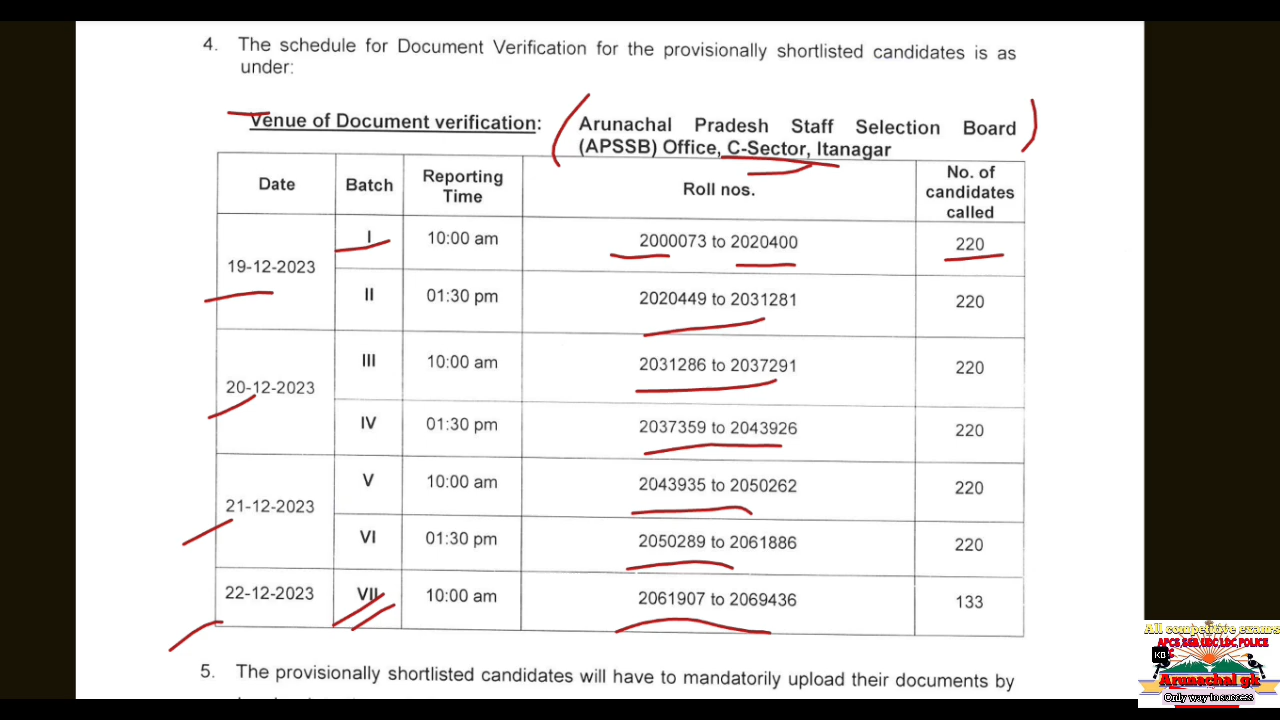 4. The schedule for Document Verification for the provisionally shortlisted candidates is as
under:
Venue of Document verification: Arunachal Pradesh Staff Selection Board
(APSSB) Office, C-Sector, Itanagar
Date Batch Reporting Time Roll nos. No. of candidates called
19-12-2023 I 10:00 am 2000073 to 2020400 220
II 01:30 pm 2020449 to 2031281 220
20-12-2023 III 10:00 am 2031286 to 2037291 220
IV 01:30 pm 2037359 to 2043926 220
21-12-2023 V 10:00 am 2043935 to 2050262 220
VI 01:30 pm 2050289 to 2061886 220
22-12-2023 VII 10:00 am 2061907 to 2069436 133
5. The provisionally shortlisted candidates will have to mandatorily upload their documents by
All competitive exams
APCS SSB UDC LDC POLICE
Arunachal gk
Only way to success